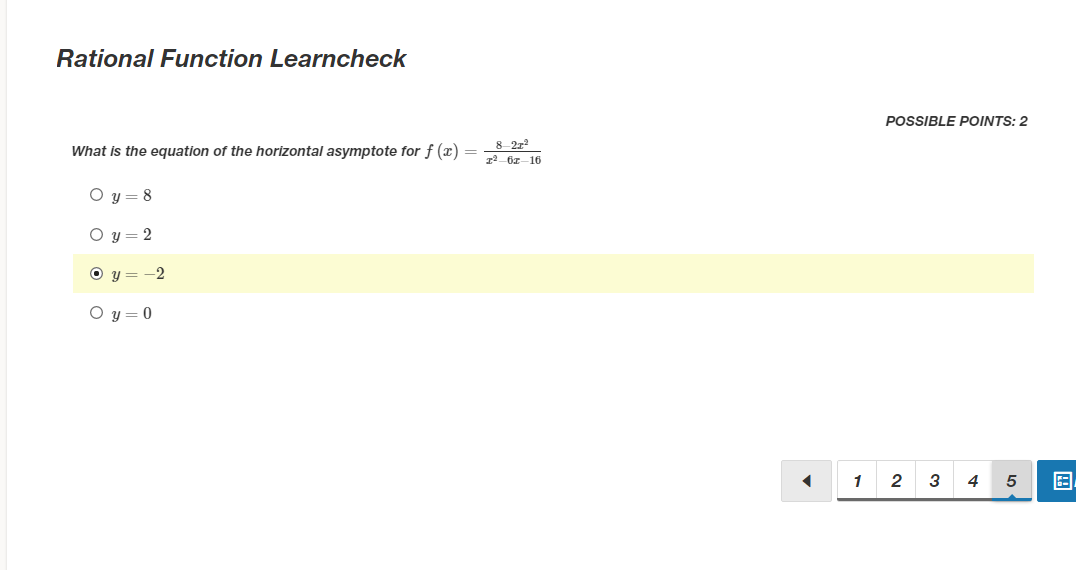 Rational Function Learncheck
POSSIBLE POINTS: 2
What is the equation of the horizontal asymptote for f (x) = \frac{8-2x^2}{x^2-6x-16}
y = 8
y = 2
y = −2
y = 0
1 2 3 4 5